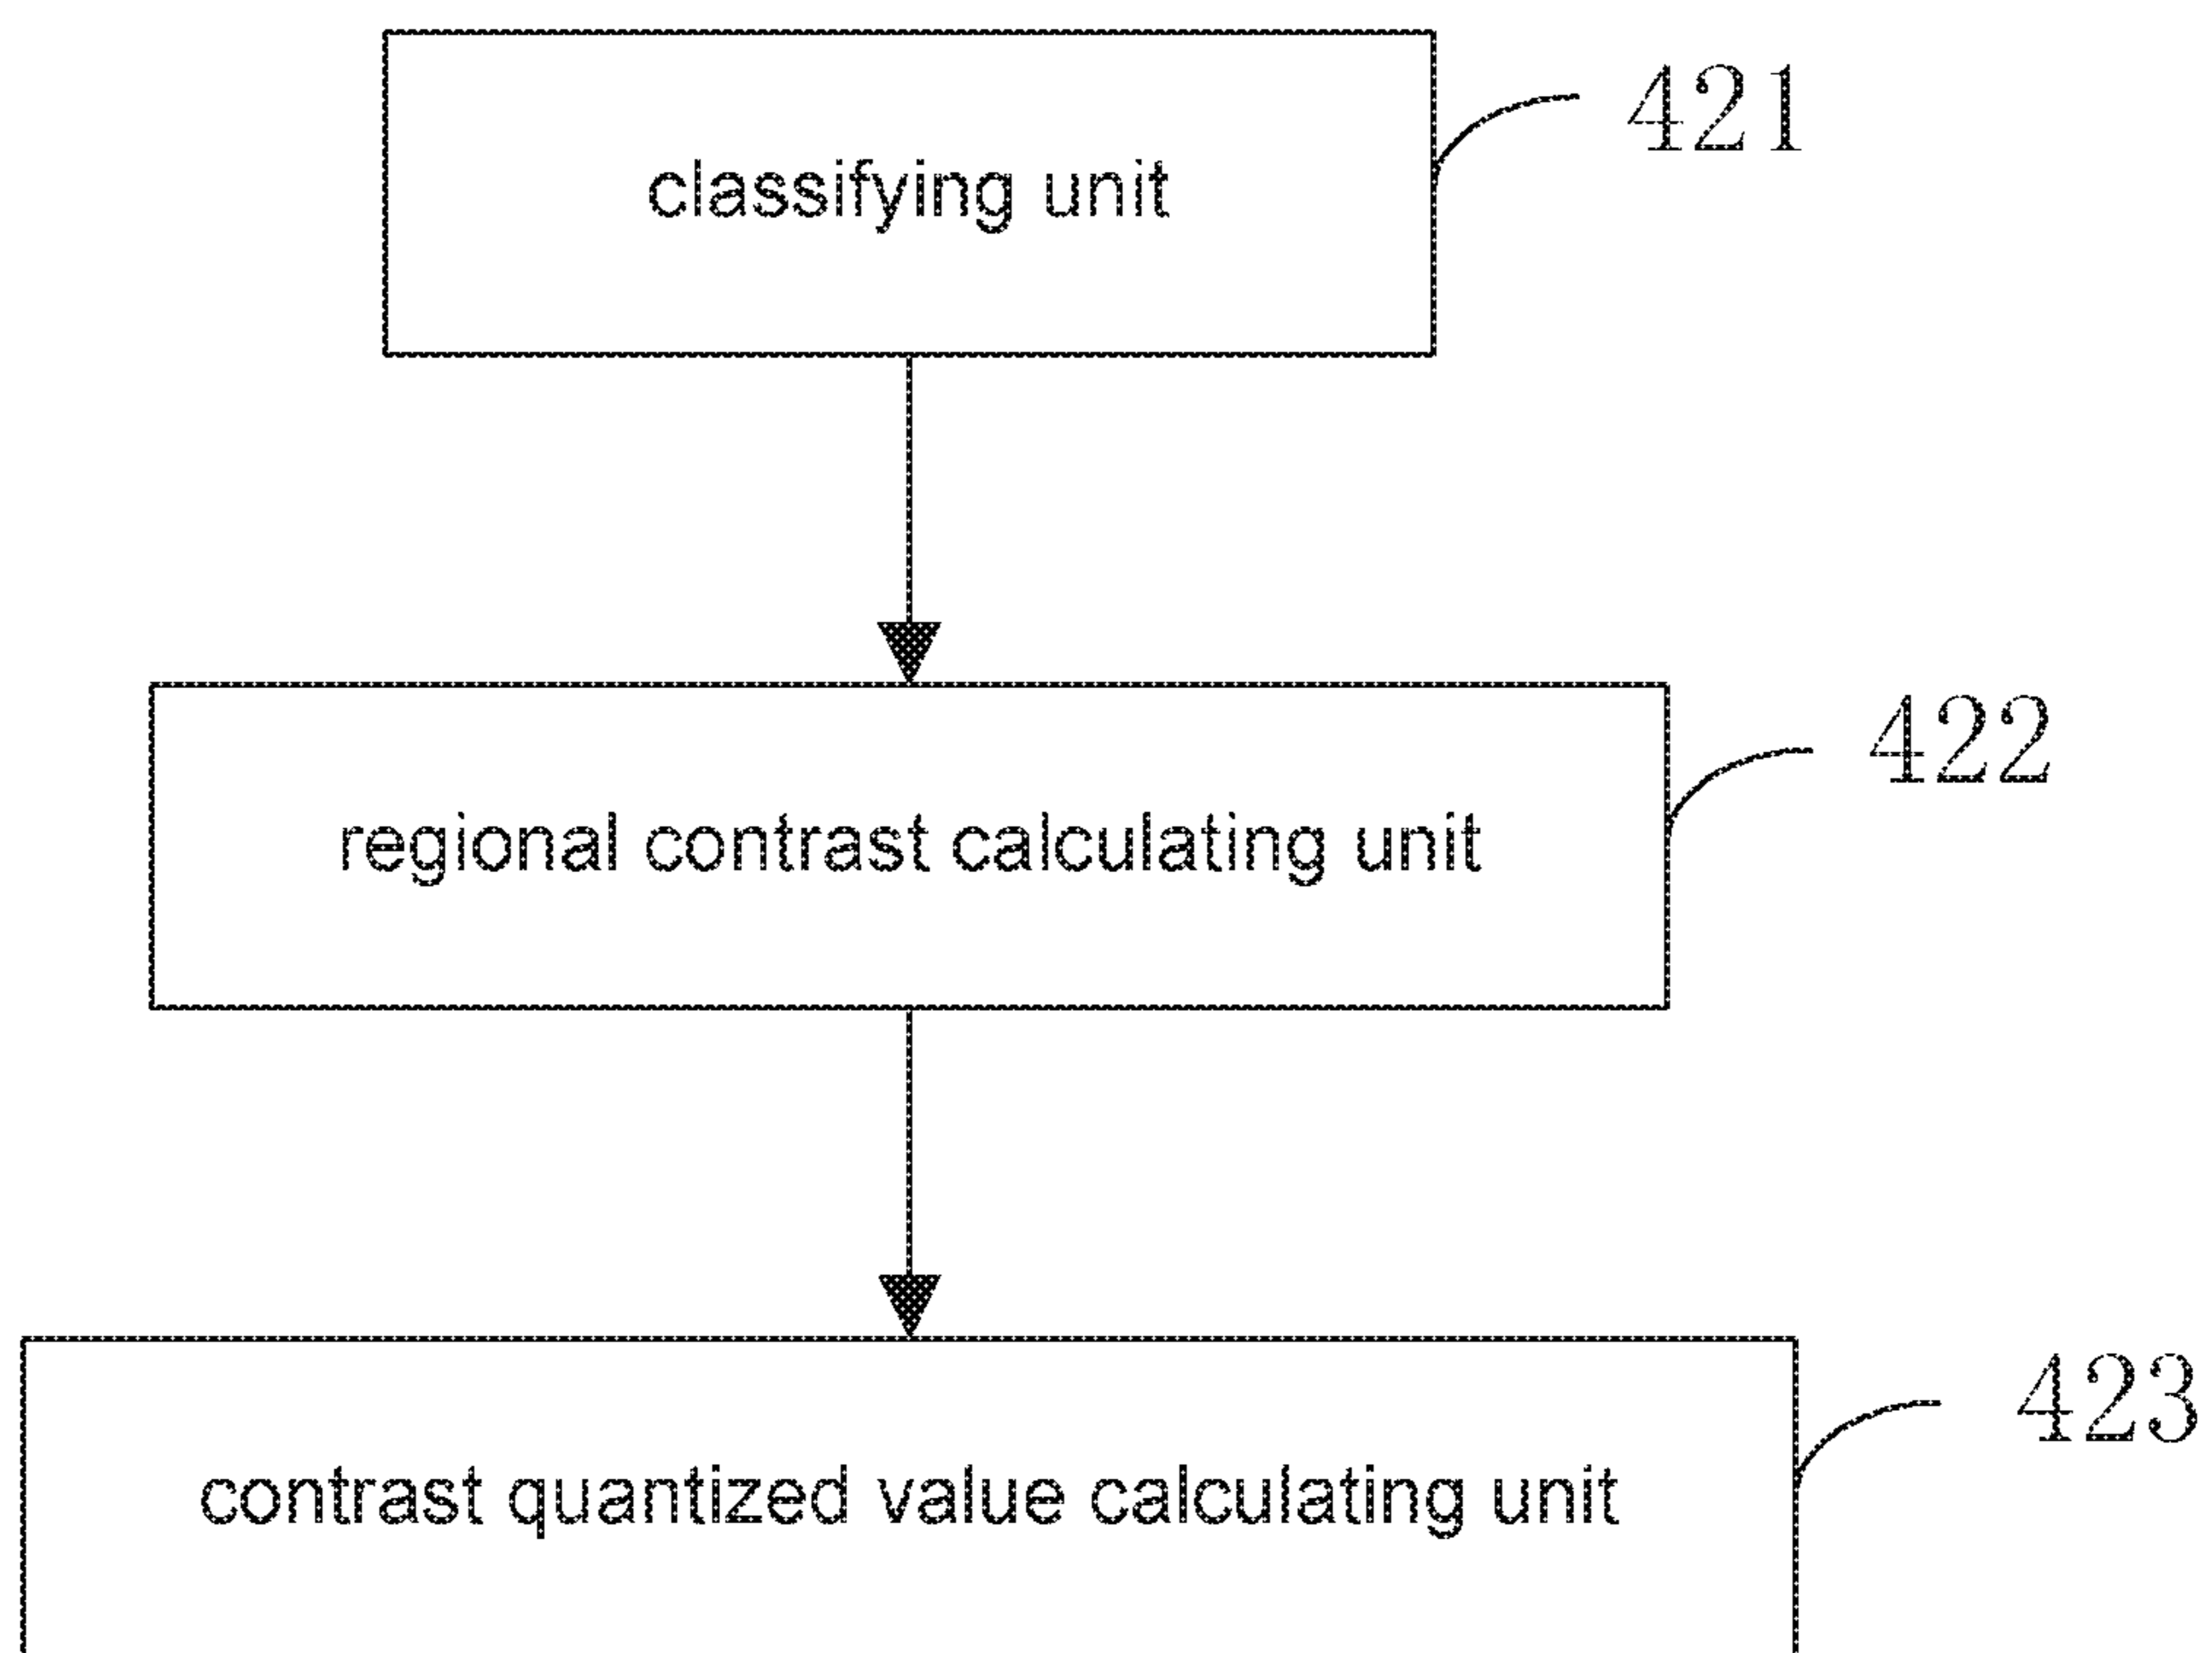 classifying unit
421
regional contrast calculating unit
422
contrast quantized value calculating unit
423